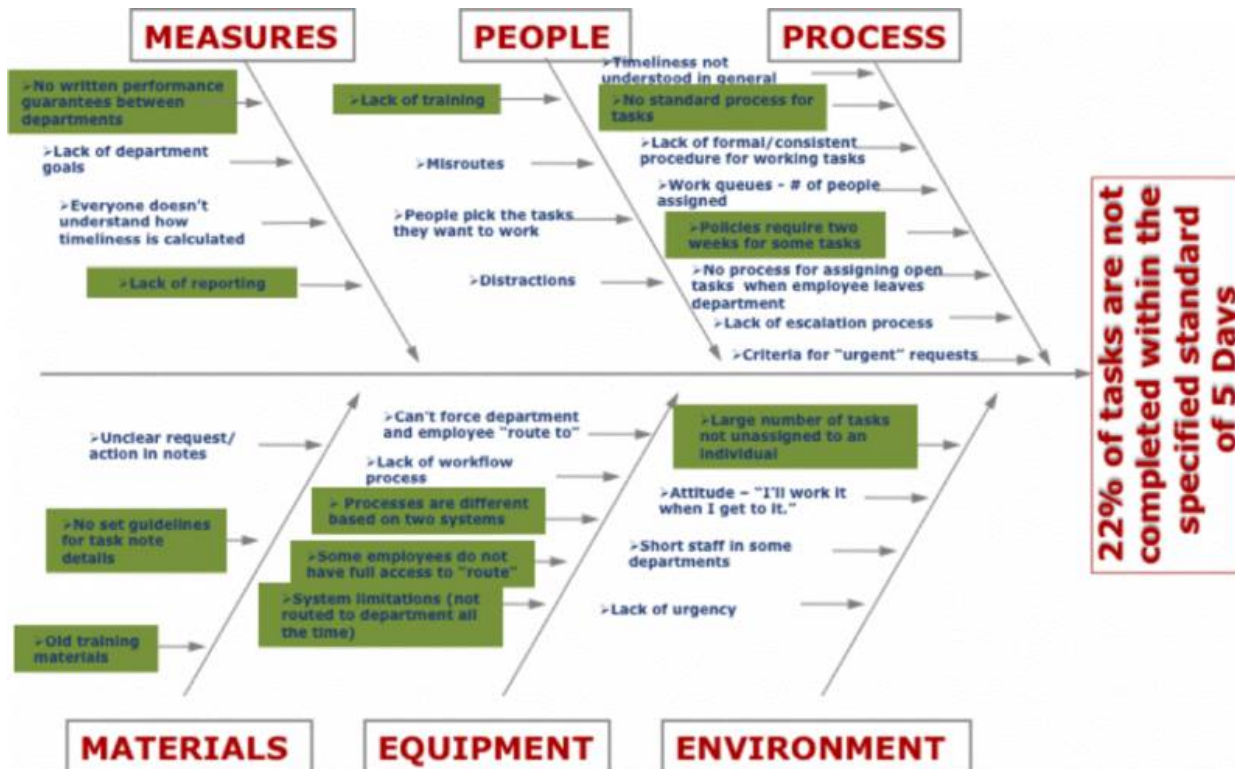 MEASURES
➢No written performance
guarantees between
departments
➢Lack of department
goals
➢Everyone doesn't
understand how
timeliness is calculated
➢Lack of reporting
PEOPLE
➢Lack of training
➢Misroutes
➢People pick the tasks
they want to work
➢Distractions
PROCESS
➢Timeliness not
understood in general
➢No standard process for
tasks
➢Lack of formal/consistent
procedure for working tasks
➢Work queues - # of people
assigned
➢Policies require two
weeks for some tasks
➢No process for assigning open
tasks when employee leaves
department
➢Lack of escalation process
➢Criteria for “urgent” requests
22% of tasks are not
completed within the
specified standard
of 5 Days
➢Unclear request/
action in notes
➢No set guidelines
for task note
details
➢Old training
materials
MATERIALS
➢Can't force department
and employee “route to”
➢Lack of workflow
process
➢Processes are different
based on two systems
➢Some employees do not
have full access to “route”
➢System limitations (not
routed to department all
the time)
EQUIPMENT
➢Large number of tasks
not unassigned to an
individual
➢Attitude – “I'll work it
when I get to it.”
➢Short staff in some
departments
➢Lack of urgency
ENVIRONMENT